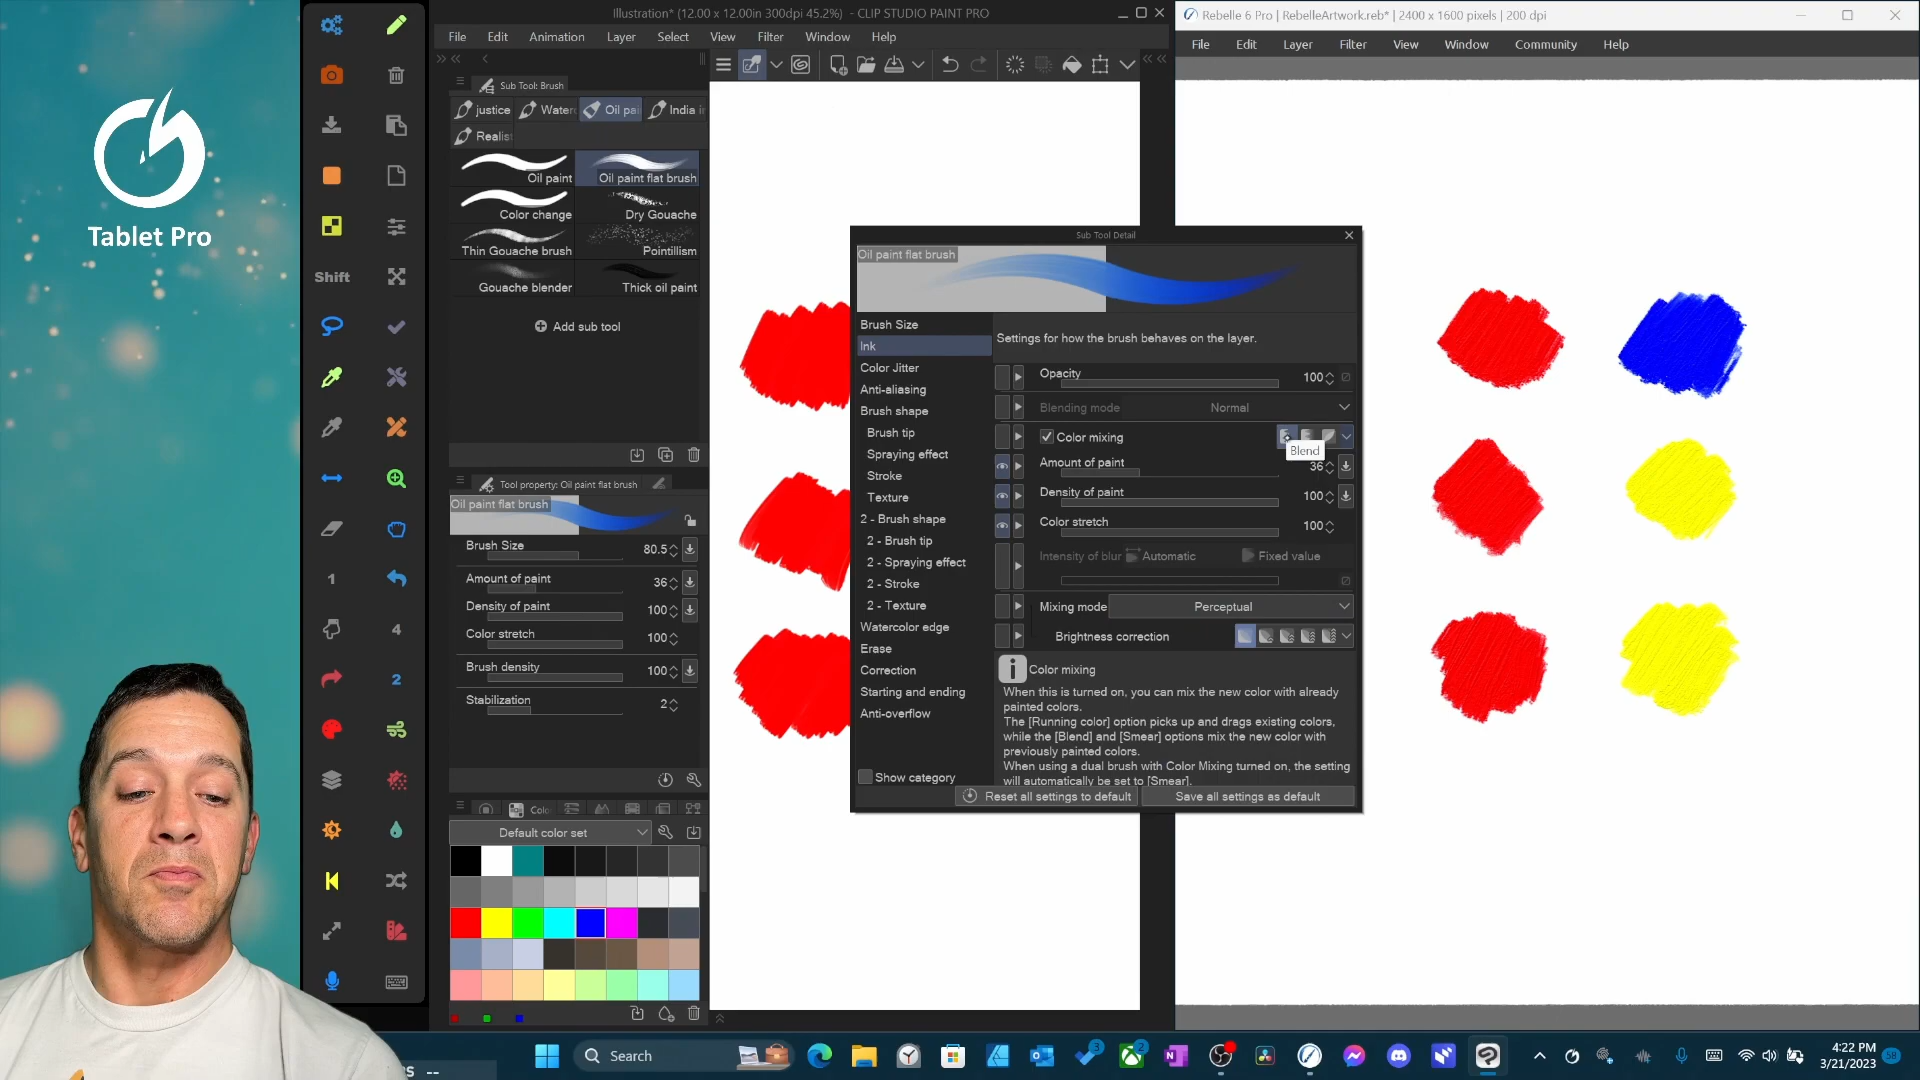 Tablet Pro
Shift
1
4
2
Illustration* (12.00 x 12.00in 300dpi 45.2%) - CLIP STUDIO PAINT PRO
File Edit Animation Layer Select View Filter Window Help
Sub Tool: Brush
justice Water Oil pai India i
Realis
Oil paint
Oil paint flat brush
Color change
Dry Gouache
Thin Gouache brush
Pointillism
Gouache blender
Thick oil paint
Add sub tool
Tool property: Oil paint flat brush
Oil paint flat brush
Brush Size 80.5
Amount of paint 36
Density of paint 100
Color stretch 100
Brush density 100
Stabilization 2
Colo
Default color set
Sub Tool Detail
Oil paint flat brush
Brush Size
Ink
Color Jitter
Anti-aliasing
Brush shape
Brush tip
Spraying effect
Stroke
Texture
2 - Brush shape
2 - Brush tip
2 - Spraying effect
2 - Stroke
2 - Texture
Watercolor edge
Erase
Correction
Starting and ending
Anti-overflow
Show category
Settings for how the brush behaves on the layer.
Opacity 100
Blending mode Normal
Color mixing
Blend
Amount of paint 36
Density of paint 100
Color stretch 100
Intensity of blur Automatic Fixed value
Mixing mode Perceptual
Brightness correction
Color mixing
When this is turned on, you can mix the new color with already
painted colors.
The [Running color] option picks up and drags existing colors,
while the [Blend] and [Smear] options mix the new color with
previously painted colors.
When using a dual brush with Color Mixing turned on, the setting
will automatically be set to [Smear].
Reset all settings to default
Save all settings as default
Rebelle 6 Pro | RebelleArtwork.reb* | 2400 x 1600 pixels | 200 dpi
File Edit Layer Filter View Window Community Help
Search
3
2
4:22 PM
3/21/2023
58